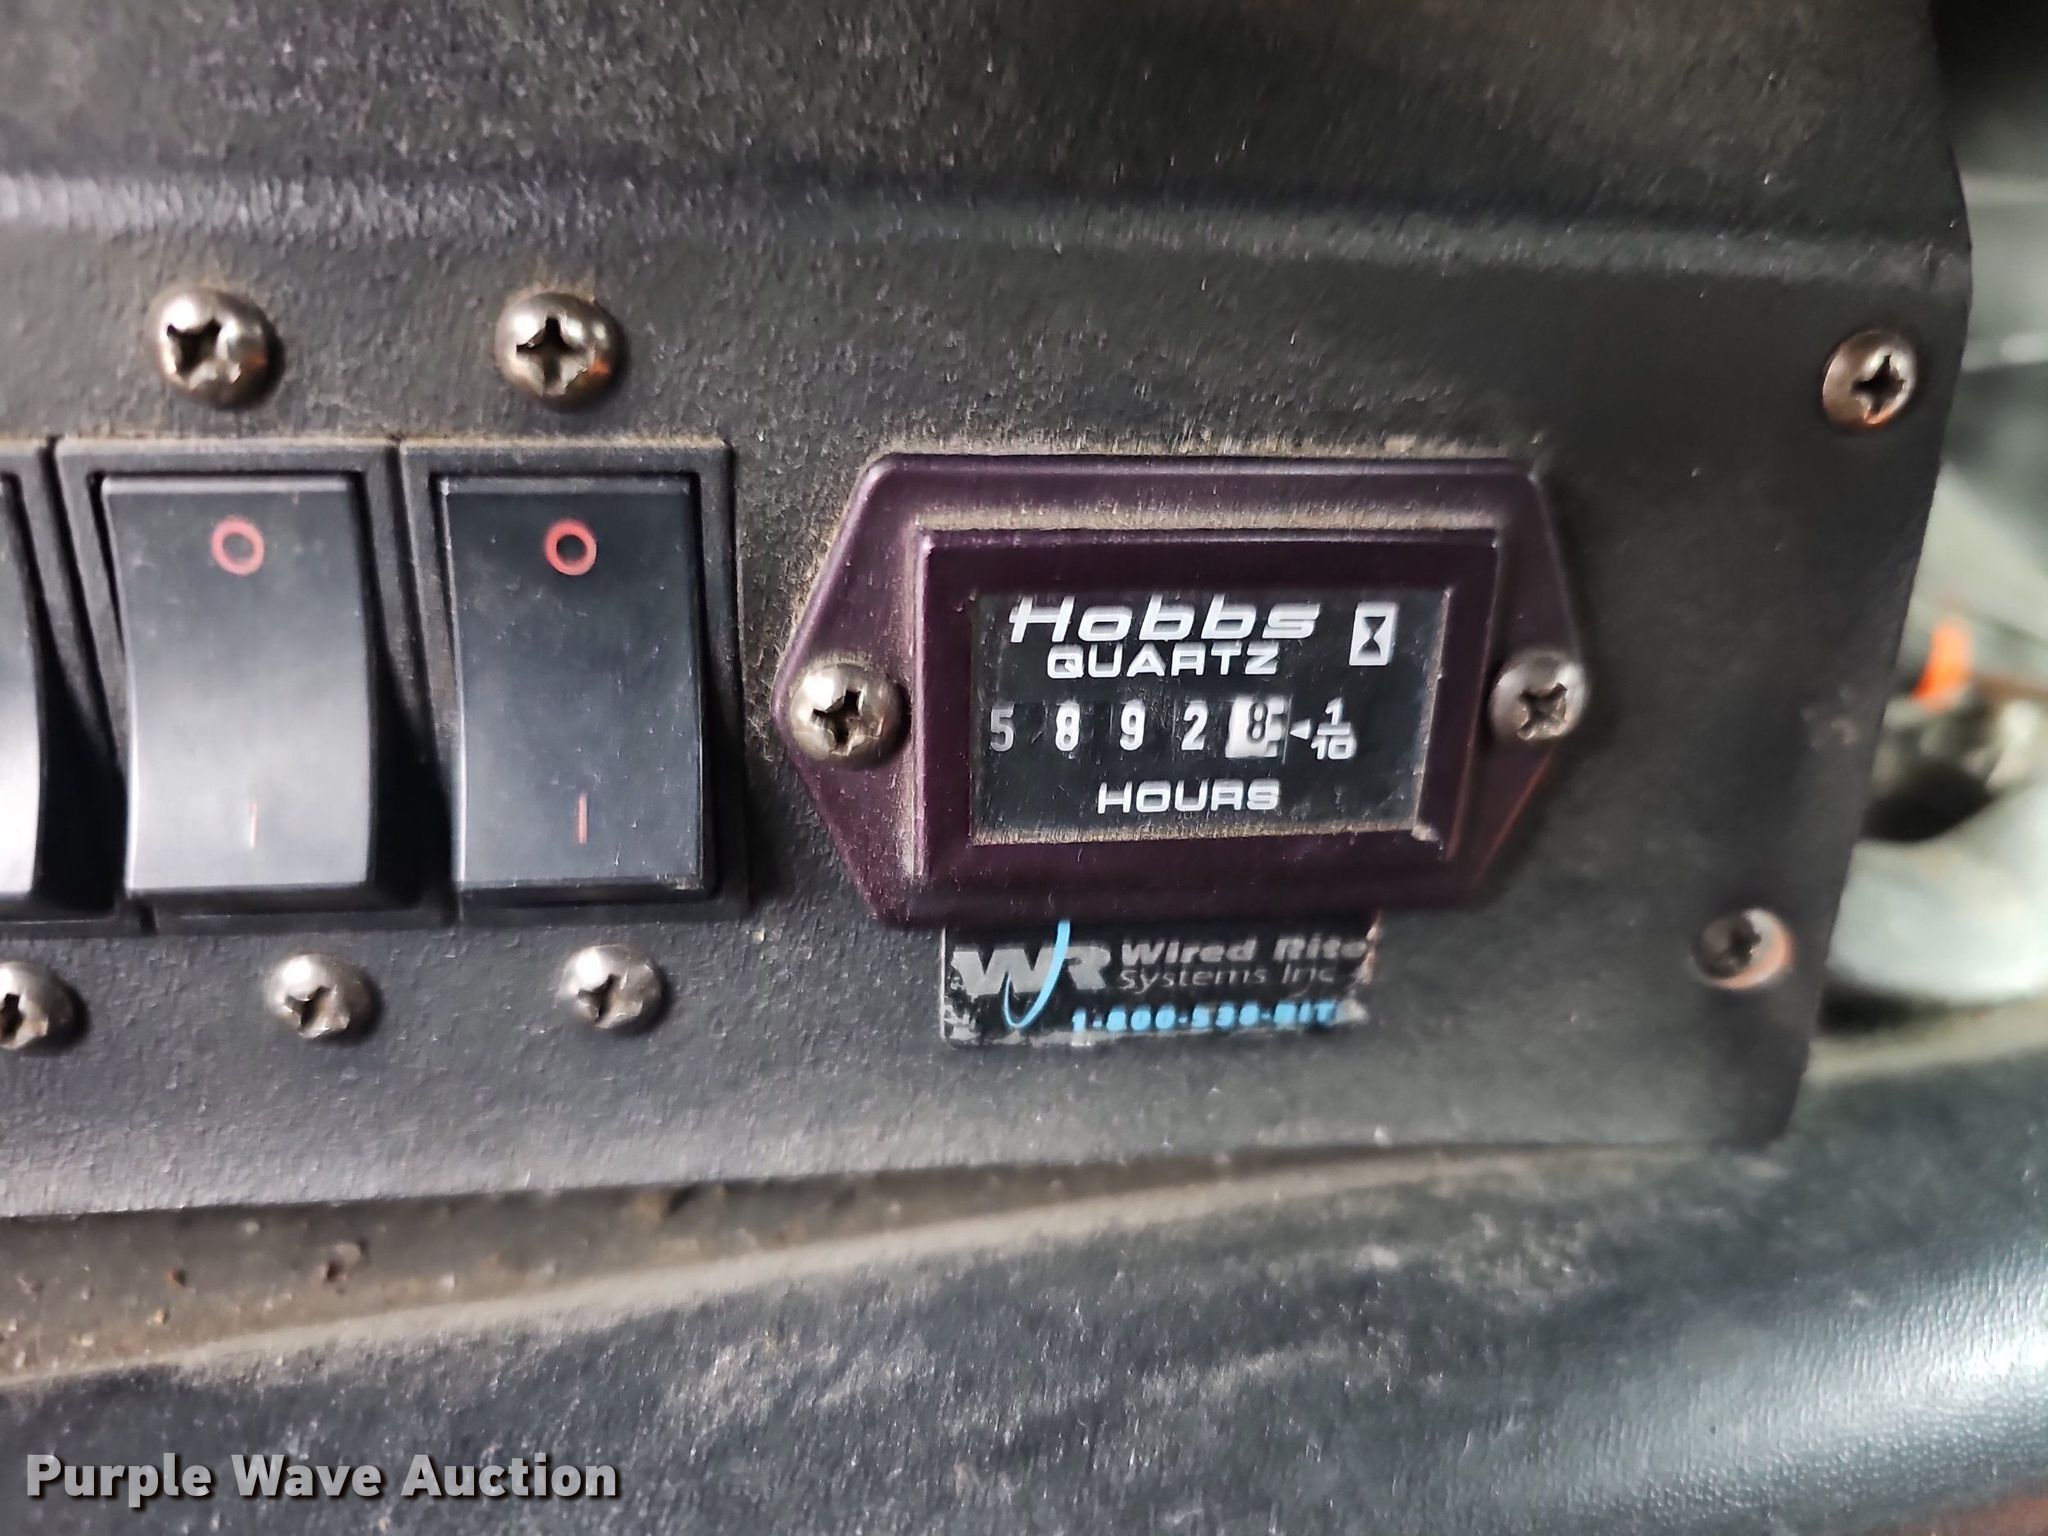 Hobbs
QUARTZ
5 8 9 2 8 1/10
HOURS
WR Wired Rite
Systems Inc
Purple Wave Auction